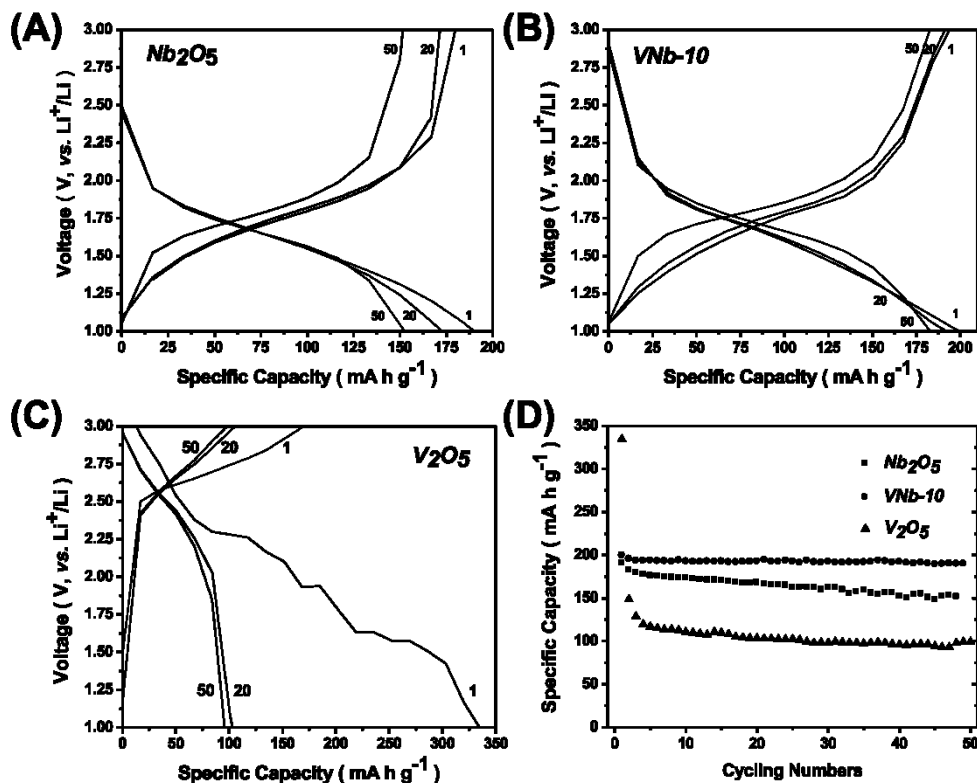 (A)
Nb2O5
50
20
1
3.00
2.75
2.50
2.25
2.00
1.75
1.50
1.25
1.00
Voltage ( V, vs. Li+/Li)
50
20
1
0 25 50 75 100 125 150 175 200
Specific Capacity ( mA h g-1 )
(B)
VNb-10
50
20
1
3.00
2.75
2.50
2.25
2.00
1.75
1.50
1.25
1.00
Voltage ( V, vs. Li+/Li)
20
50
1
0 25 50 75 100 125 150 175 200
Specific Capacity ( mA h g-1 )
(C)
V2O5
50
20
1
3.00
2.75
2.50
2.25
2.00
1.75
1.50
1.25
1.00
Voltage ( V, vs. Li+/Li)
50
20
1
0 50 100 150 200 250 300 350
Specific Capacity ( mA h g-1 )
(D)
350
300
250
200
150
100
50
0
Specific Capacity ( mA h g-1)
Nb2O5
VNb-10
V2O5
0 10 20 30 40 50
Cycling Numbers